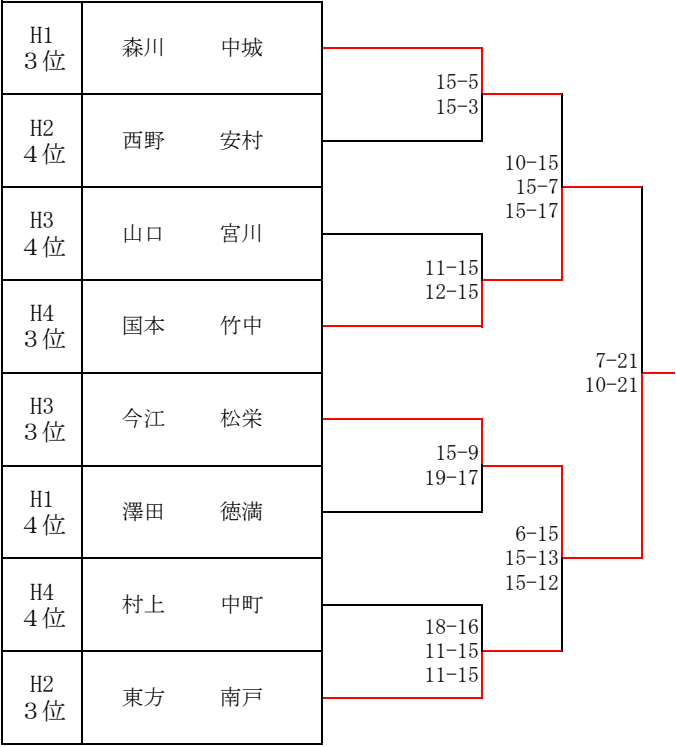 H1
3位
森川 中城
15-5
15-3
H2
4位
西野 安村
10-15
15-7
15-17
H3
4位
山口 宮川
11-15
12-15
H4
3位
国本 竹中
7-21
10-21
H3
3位
今江 松栄
15-9
19-17
H1
4位
澤田 徳満
6-15
15-13
15-12
H4
4位
村上 中町
18-16
11-15
11-15
H2
3位
東方 南戸